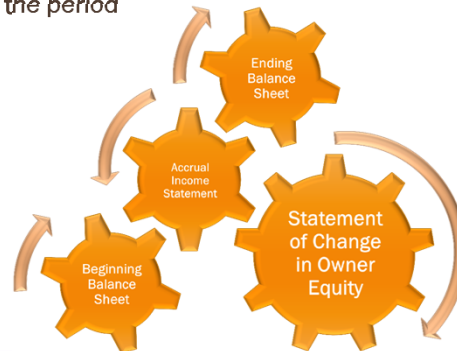 the period
Ending
Balance
Sheet
Accrual
Income
Statement
Statement
of Change
in Owner
Equity
Beginning
Balance
Sheet